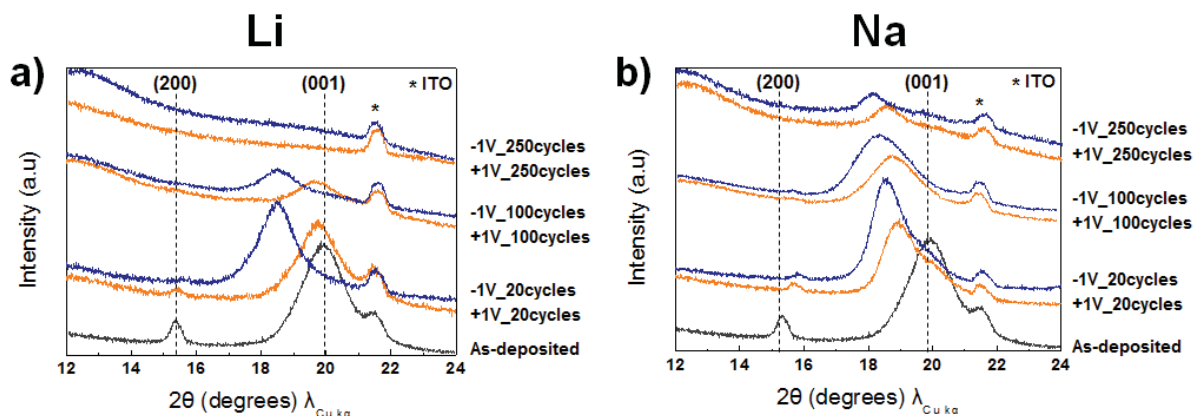 Li
a)
(200)
(001)
* ITO
*
-1V_250cycles
+1V_250cycles
-1V_100cycles
+1V_100cycles
-1V_20cycles
+1V_20cycles
As-deposited
Intensity (a.u)
12 14 16 18 20 22 24
2θ (degrees) λCu kα
Na
b)
(200)
(001)
* ITO
*
-1V_250cycles
+1V_250cycles
-1V_100cycles
+1V_100cycles
-1V_20cycles
+1V_20cycles
As-deposited
Intensity (a.u)
12 14 16 18 20 22 24
2θ (degrees) λCu kα